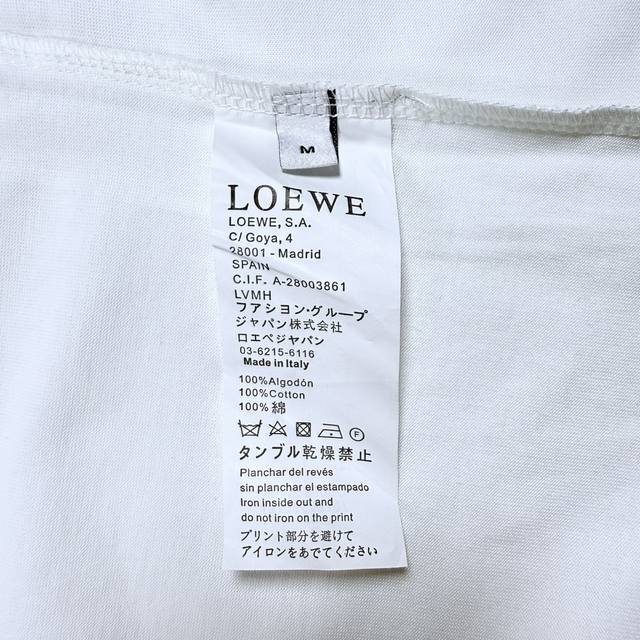 M
LOEWE
LOEWE, S.A.
C/ Goya, 4
28001 - Madrid
SPAIN
C.I.F. A-28003861
LVMH
ファション・グループ
ジャパン株式会社
ロエベジャパン
03-6215-6116
Made in Italy
100%Algodón
100%Cotton
100%綿
F
タンブル乾燥禁止
Planchar del revés
sin planchar el estampado
Iron inside out and
do not iron on the print
プリント部分を避けて
アイロンをあでてください